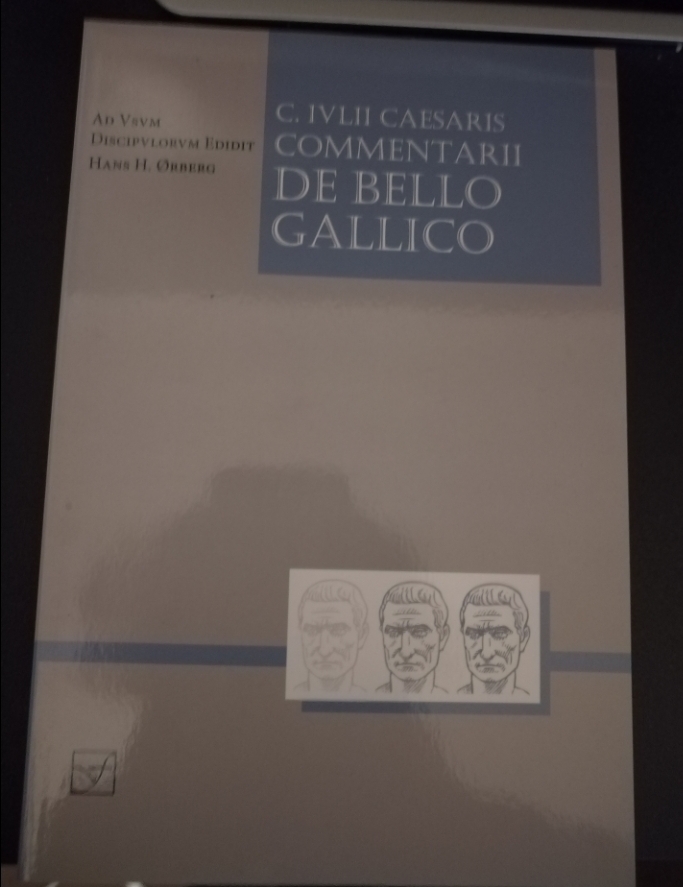 AD VSVM
DISCIPVLORVM EDIDIT
HANS H. ØRBERG
C. IVLII CAESARIS
COMMENTARII
DE BELLO
GALLICO